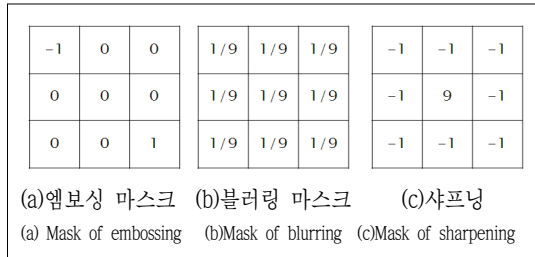 -1 0 0 1/9 1/9 1/9 -1 -1 -1
0 0 0 1/9 1/9 1/9 -1 9 -1
0 0 1 1/9 1/9 1/9 -1 -1 -1
(a)엠보싱 마스크 (b)블러링 마스크 (c)샤프닝
(a) Mask of embossing (b)Mask of blurring (c)Mask of sharpening